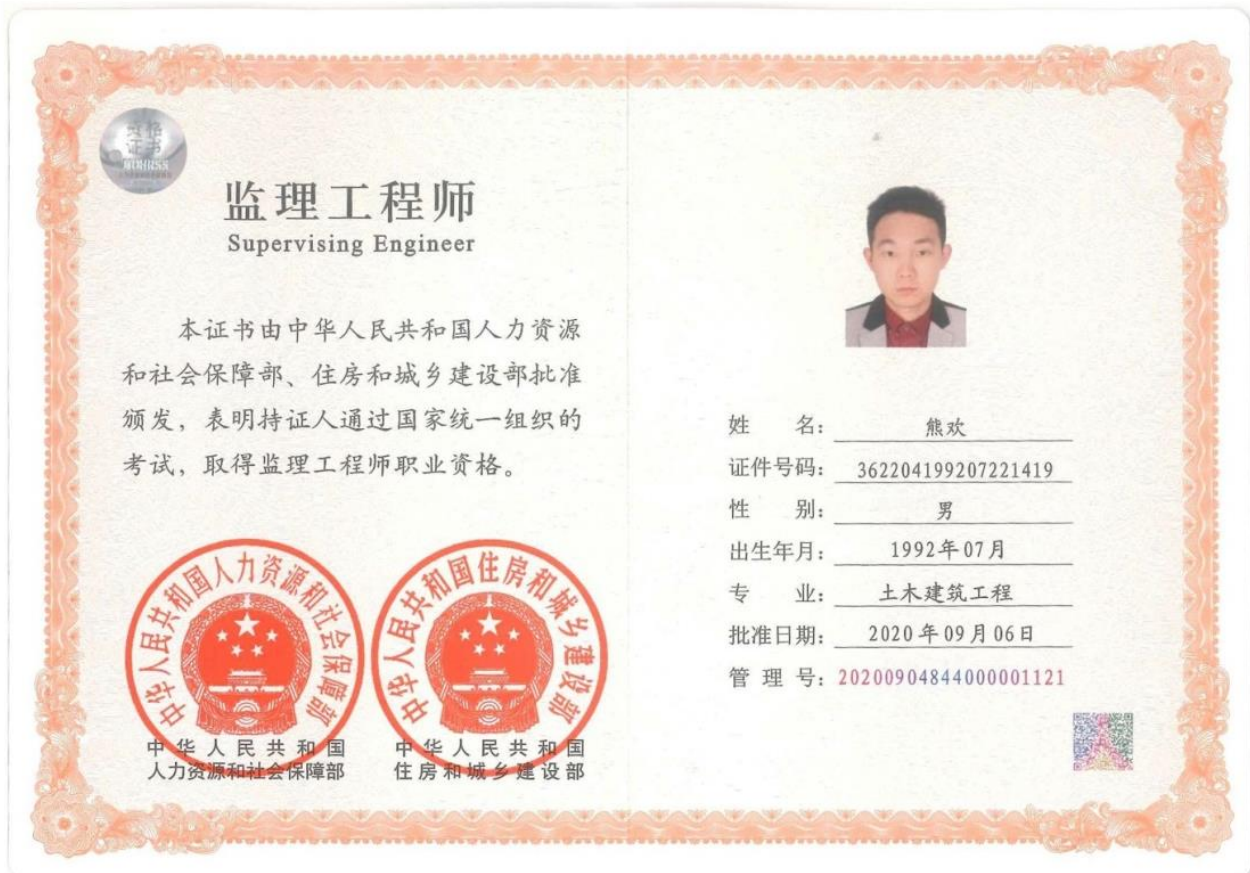 资格
证书
MOHRSS
监理工程师
Supervising Engineer
本证书由中华人民共和国人力资源
和社会保障部、住房和城乡建设部批准
颁发，表明持证人通过国家统一组织的
考试，取得监理工程师职业资格。
中华人民共和国人力资源和社会保障部
中华人民共和国
人力资源和社会保障部
中华人民共和国住房和城乡建设部
中华人民共和国
住房和城乡建设部
姓 名：熊欢
证件号码：362204199207221419
性 别：男
出生年月：1992年07月
专 业：土木建筑工程
批准日期：2020年09月06日
管 理 号：20200904844000001121